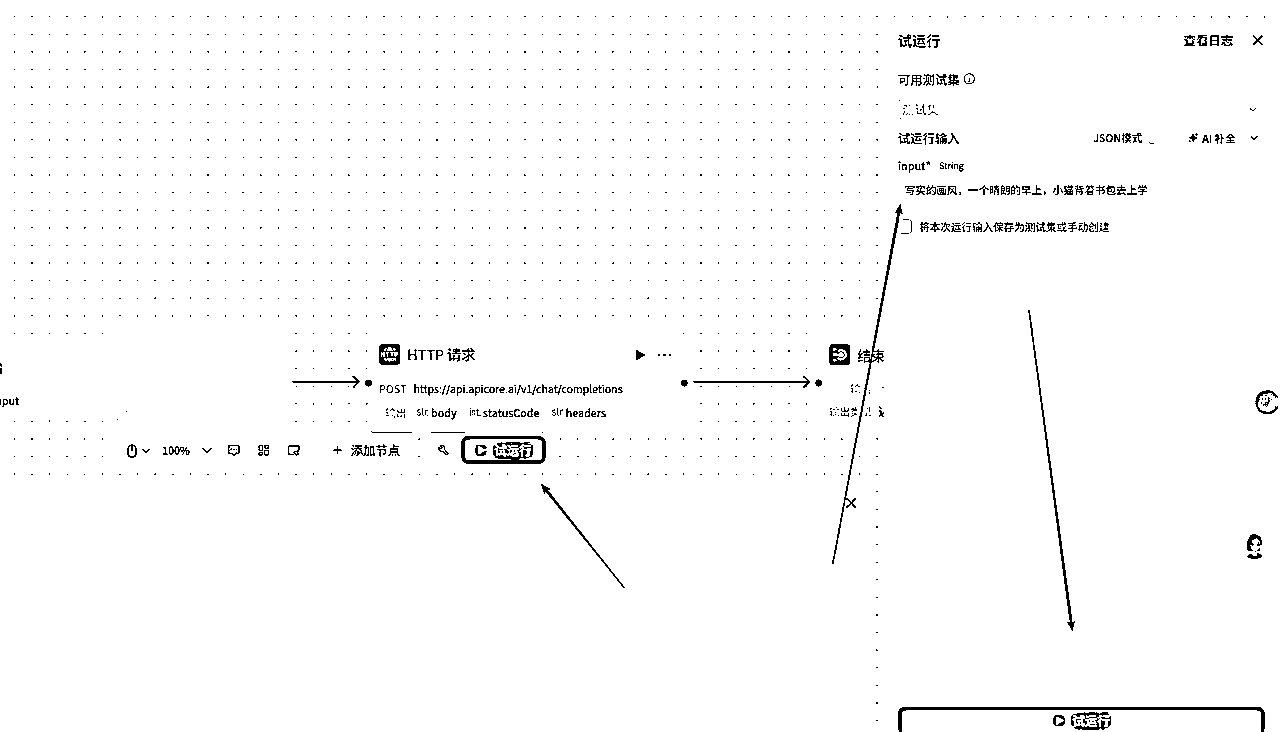 试运行 查看日志
可用测试集
测试集
试运行输入 JSON模式 AI 补全
input* String
写实的画风，一个晴朗的早上，小猫背着书包去上学
将本次运行输入保存为测试集或手动创建
HTTP 请求
结束
POST https://api.apicore.ai/v1/chat/completions
输出 str. body int. statusCode str. headers
put
100% 添加节点 试运行
试运行